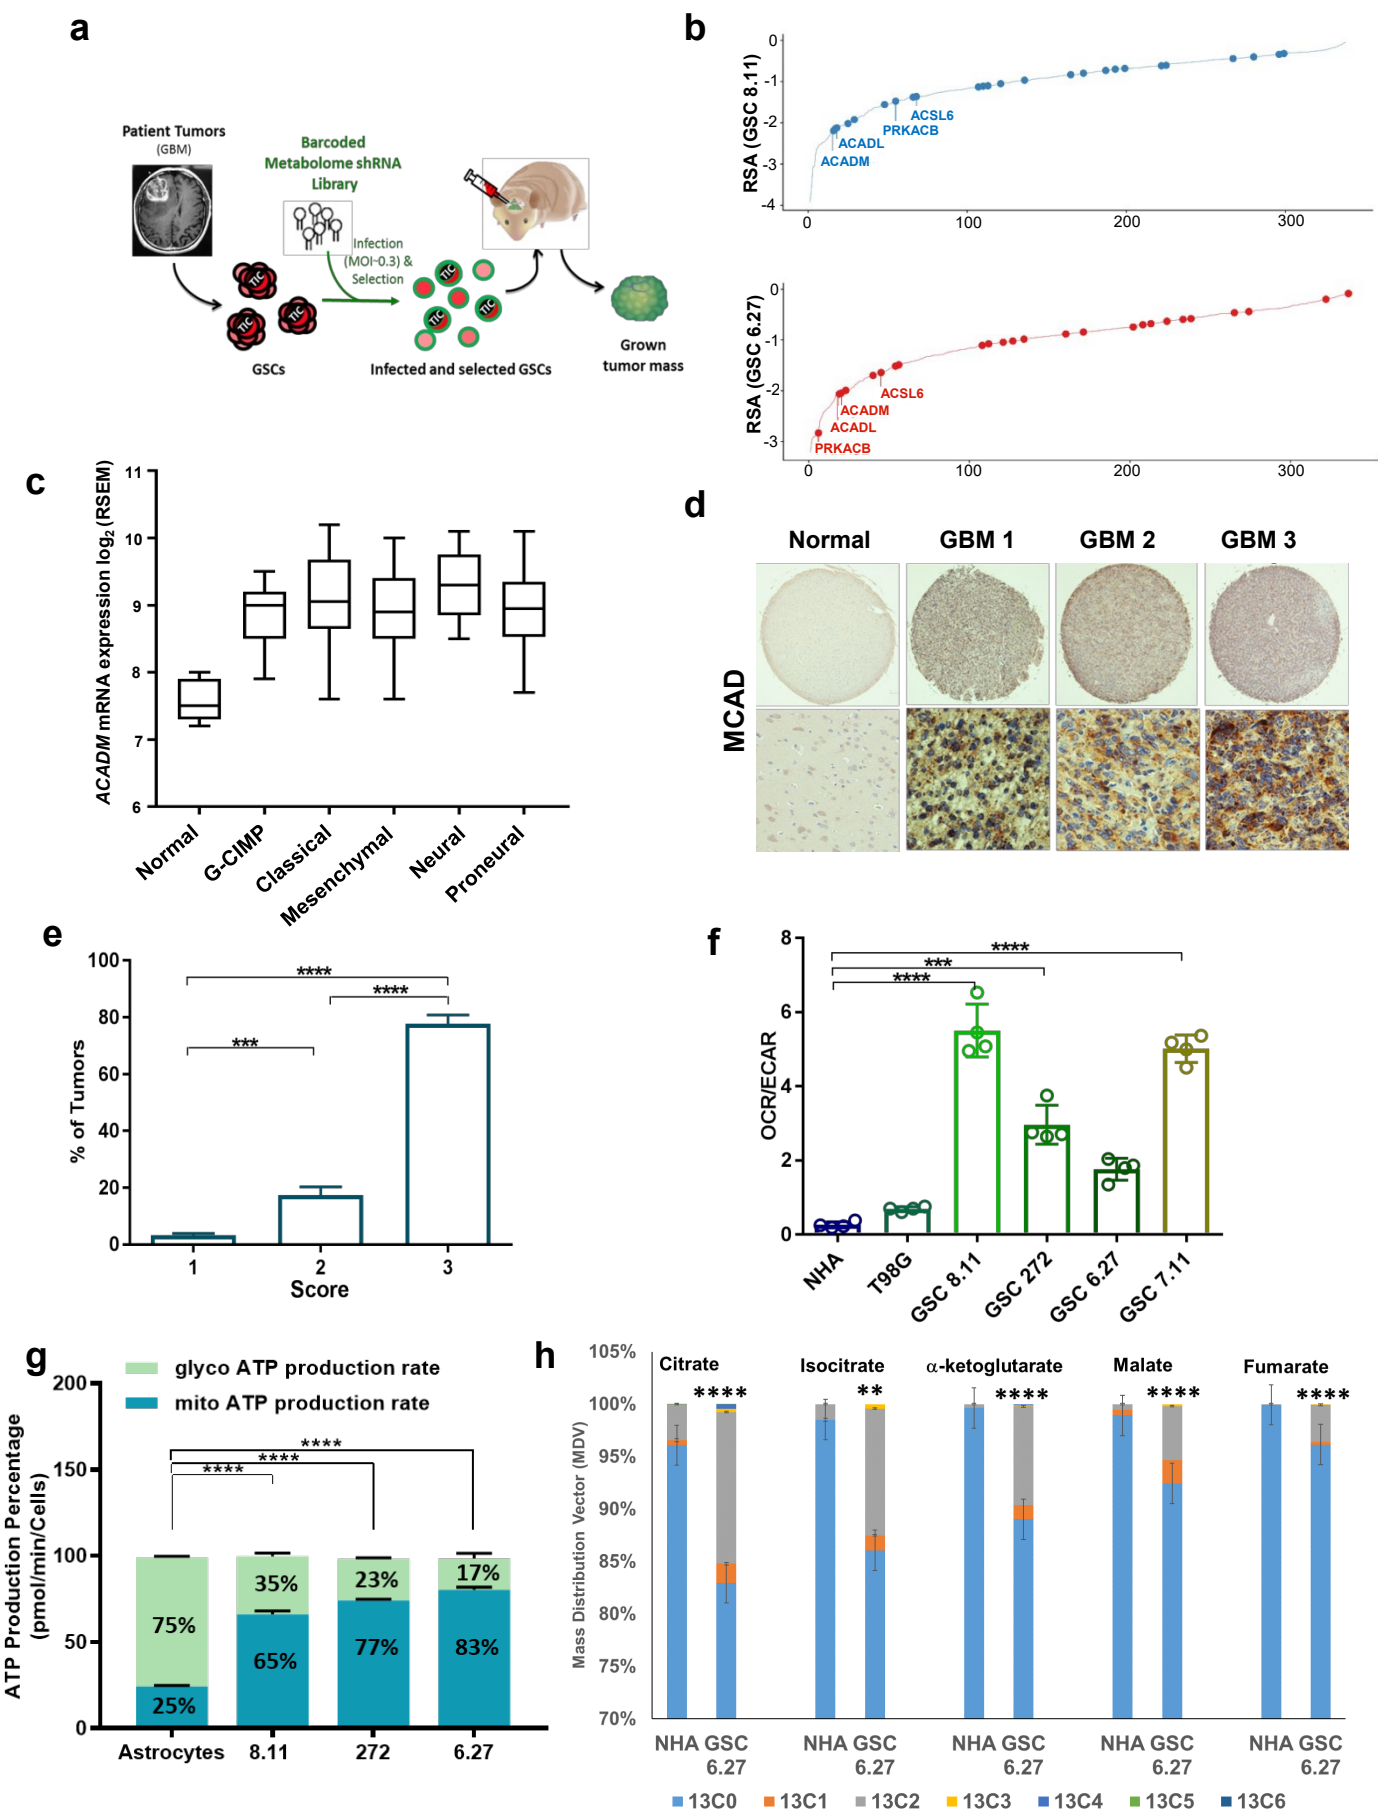 a
Patient Tumors
(GBM)
Barcoded
Metabolome shRNA
Library
Infection
(MOI~0.3) &
Selection
TIC
TIC
TIC
TIC
TIC
TIC
GSCs
Infected and selected GSCs
Grown
tumor mass
b
RSA (GSC 8.11)
0
-1
-2
-3
-4
ACSL6
PRKACB
ACADL
ACADM
0
100
200
300
RSA (GSC 6.27)
0
-1
-2
-3
ACSL6
ACADM
ACADL
PRKACB
0
100
200
300
c
ACADM mRNA expression log2 (RSEM)
11
10
9
8
7
6
Normal
G-CIMP
Classical
Mesenchymal
Neural
Proneural
d
Normal
GBM 1
GBM 2
GBM 3
MCAD
e
% of Tumors
100
80
60
40
20
0
****
****
***
1
2
3
Score
f
OCR/ECAR
8
6
4
2
0
****
***
****
NHA
T98G
GSC 8.11
GSC 272
GSC 6.27
GSC 7.11
g
glyco ATP production rate
mito ATP production rate
ATP Production Percentage
(pmol/min/Cells)
200
150
100
50
0
****
****
****
75%
35%
23%
17%
25%
65%
77%
83%
Astrocytes
8.11
272
6.27
h
Mass Distribution Vector (MDV)
105%
100%
95%
90%
85%
80%
75%
70%
Citrate
Isocitrate
α-ketoglutarate
Malate
Fumarate
****
**
****
****
****
NHA GSC
6.27
NHA GSC
6.27
NHA GSC
6.27
NHA GSC
6.27
NHA GSC
6.27
13C0
13C1
13C2
13C3
13C4
13C5
13C6